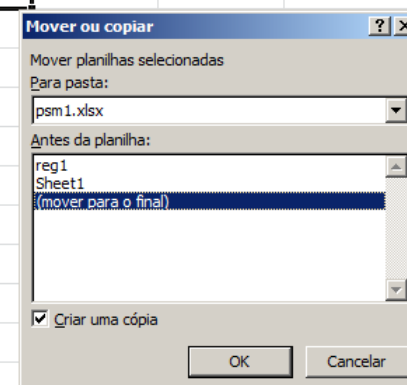 Mover ou copiar
Mover planilhas selecionadas
Para pasta:
psm1.xlsx
Antes da planilha:
reg1
Sheet1
(mover para o final)
Criar uma cópia
OK Cancelar